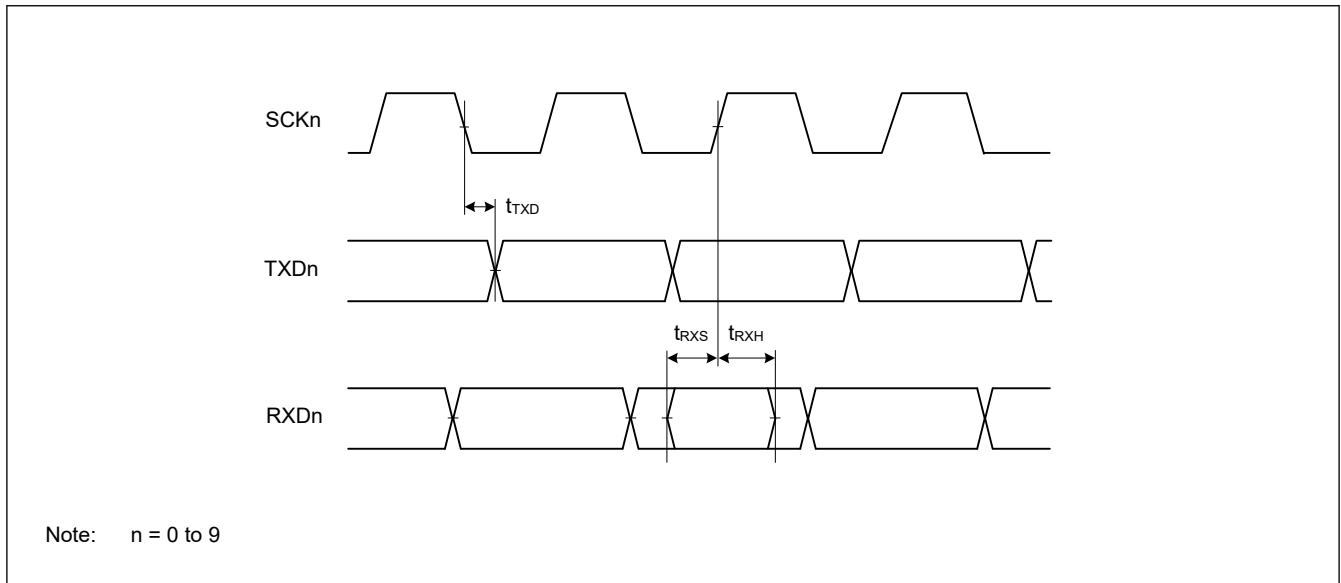 SCKn
tTXD
TXDn
tRXS tRXH
RXDn
Note: n = 0 to 9